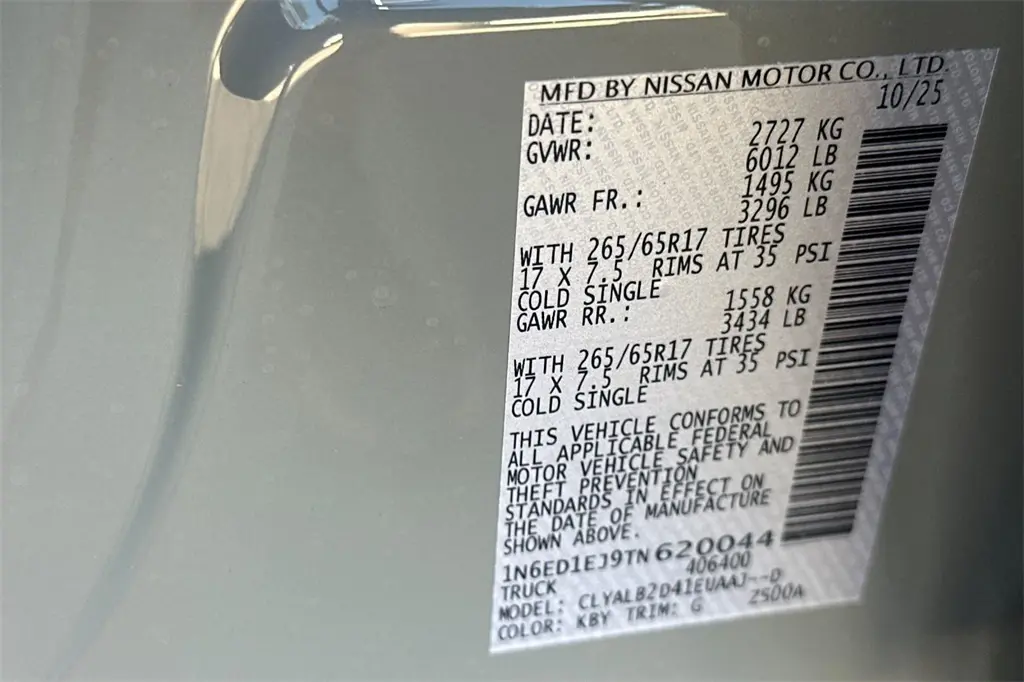 MFD BY NISSAN MOTOR CO., LTD.
DATE: 10/25
GVWR: 2727 KG
6012 LB
GAWR FR.: 1495 KG
3296 LB
WITH 265/65R17 TIRES
17 X 7.5 RIMS AT 35 PSI
COLD SINGLE
GAWR RR.: 1558 KG
3434 LB
WITH 265/65R17 TIRES
17 X 7.5 RIMS AT 35 PSI
COLD SINGLE
THIS VEHICLE CONFORMS TO
ALL APPLICABLE FEDERAL
MOTOR VEHICLE SAFETY AND
THEFT PREVENTION
STANDARDS IN EFFECT ON
THE DATE OF MANUFACTURE
SHOWN ABOVE.
1N6ED1EJ9TN620044
TRUCK 406400
MODEL: CLYALB2D41EUAAJ--D
COLOR: KBY TRIM: G 2S00A